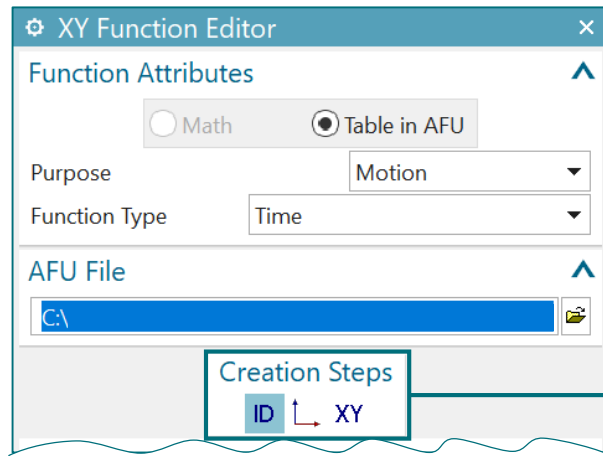 XY Function Editor
Function Attributes
Math Table in AFU
Purpose Motion
Function Type Time
AFU File
C:\
Creation Steps
ID XY